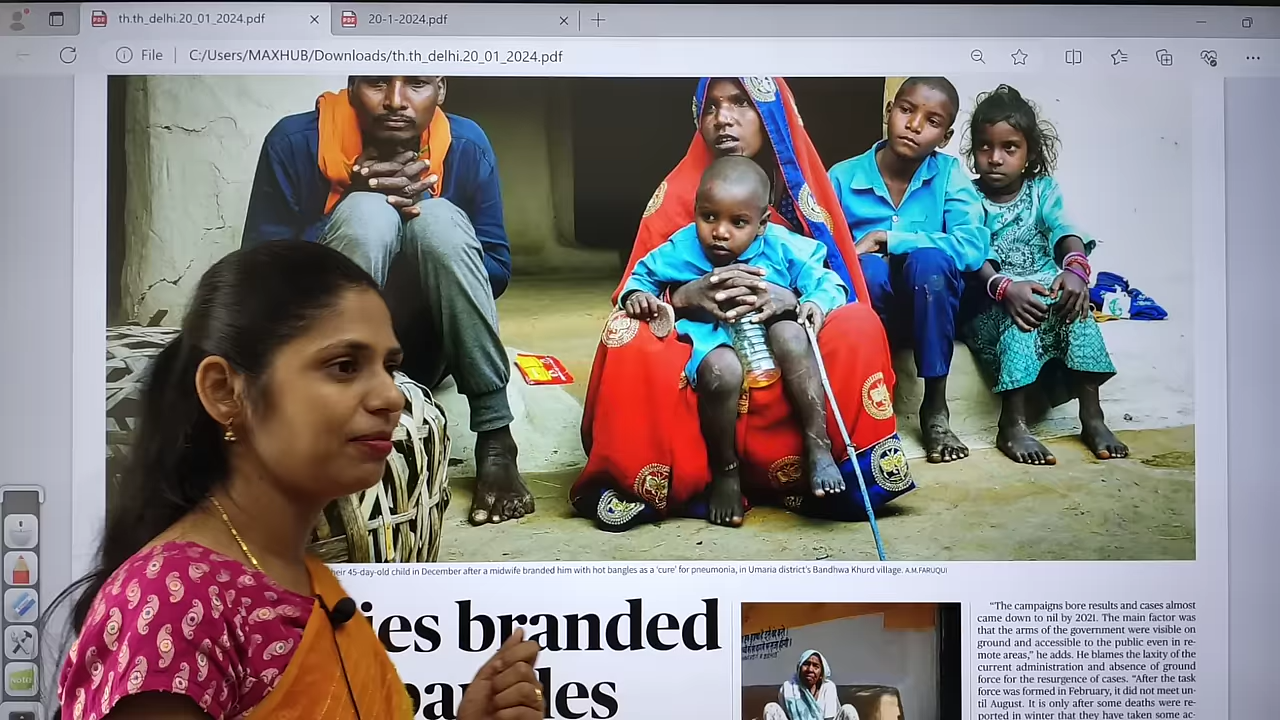 th.th_delhi.20_01_2024.pdf
20-1-2024.pdf
File
C:/Users/MAXHUB/Downloads/th.th_delhi.20_01_2024.pdf
eir 45-day-old child in December after a midwife branded him with hot bangles as a 'cure' for pneumonia, in Umaria district's Bandhwa Khurd village. A.M.FARUQUI
ies branded
ba les
"The campaigns bore results and cases almost
came down to nil by 2021. The main factor was
that the arms of the government were visible on
ground and accessible to the public even in re-
mote areas," he adds. He blames the laxity of the
current administration and absence of ground
force for the resurgence of cases. "After the task
force was formed in February, it did not meet un-
til August. It is only after some deaths were re-
ported in winter that they have taken some ac-